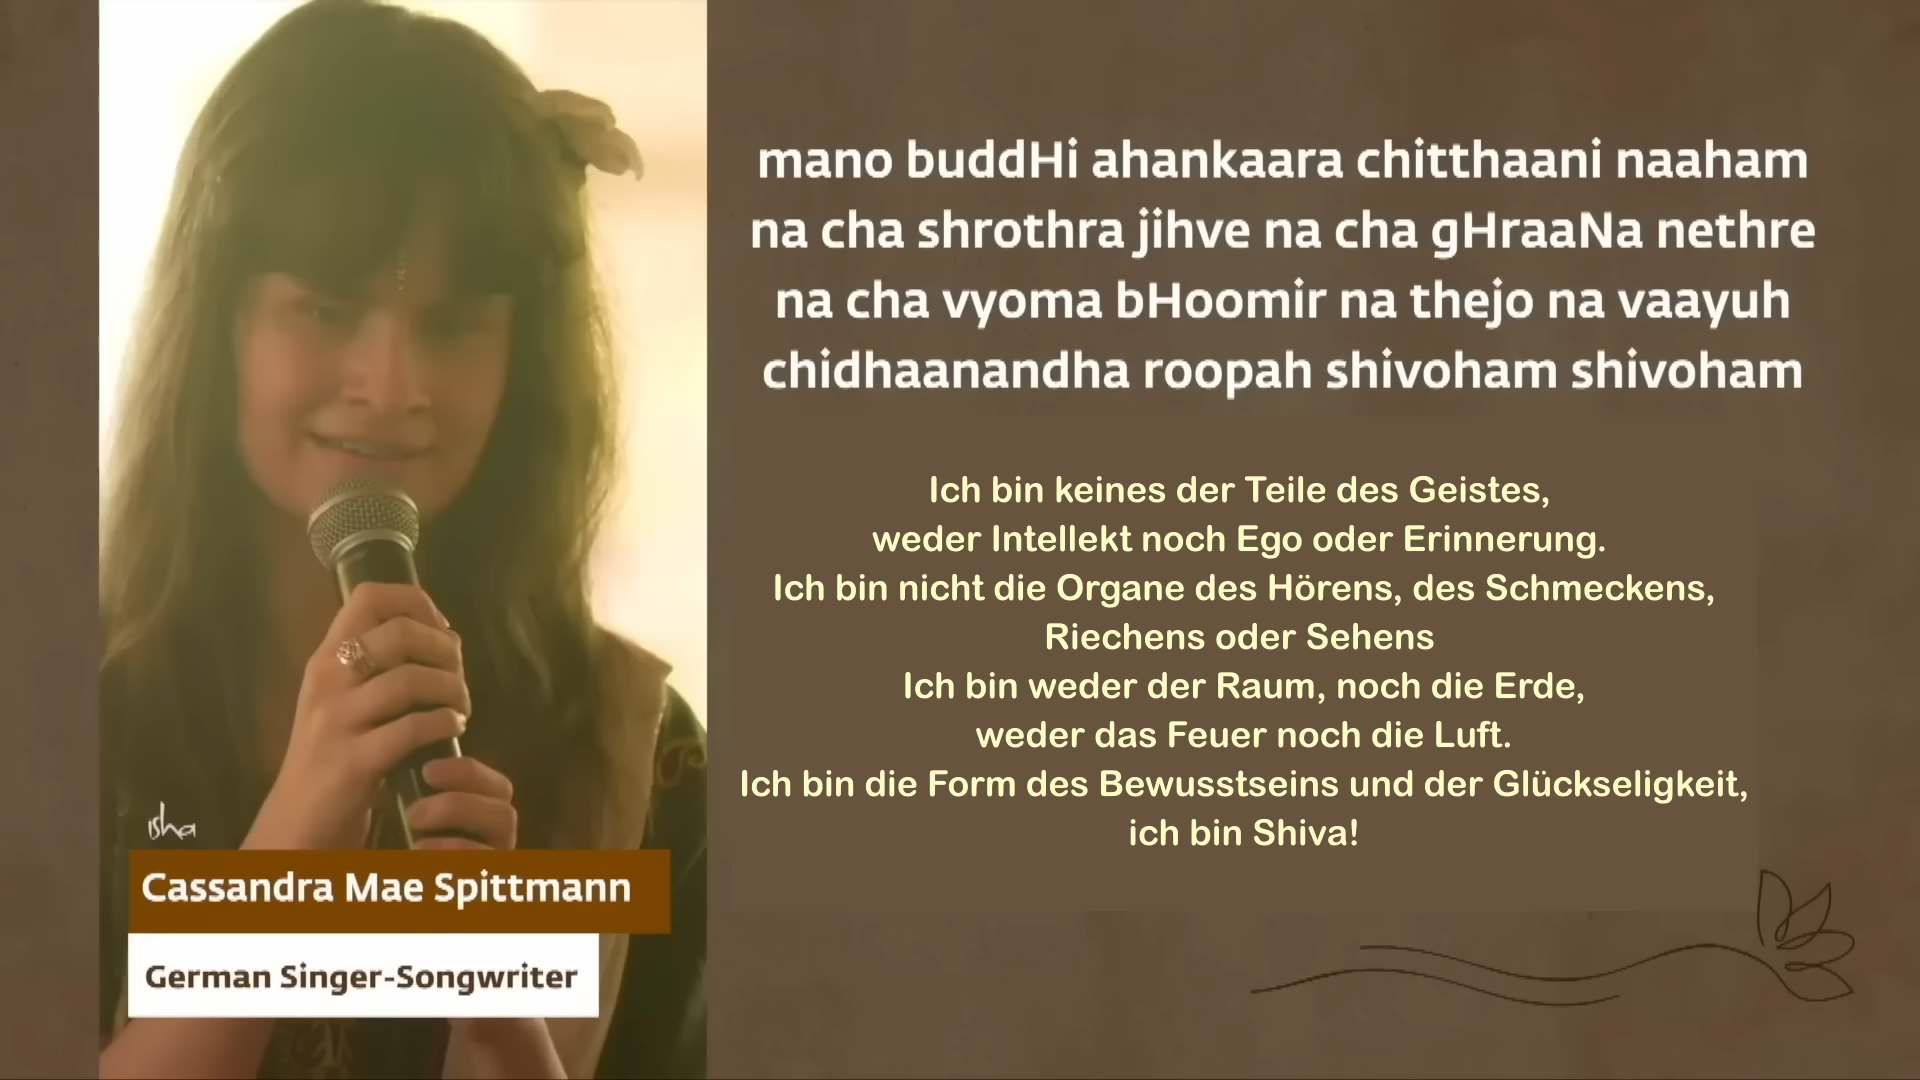 mano buddHi ahankaara chitthaani naaham
na cha shrothra jihve na cha gHraaNa nethre
na cha vyoma bHoomir na thejo na vaayuh
chidhaanandha roopah shivoham shivoham
Ich bin keines der Teile des Geistes,
weder Intellekt noch Ego oder Erinnerung.
Ich bin nicht die Organe des Hörens, des Schmeckens,
Riechens oder Sehens
Ich bin weder der Raum, noch die Erde,
weder das Feuer noch die Luft.
Ich bin die Form des Bewusstseins und der Glückseligkeit,
ich bin Shiva!
isha
Cassandra Mae Spittmann
German Singer-Songwriter